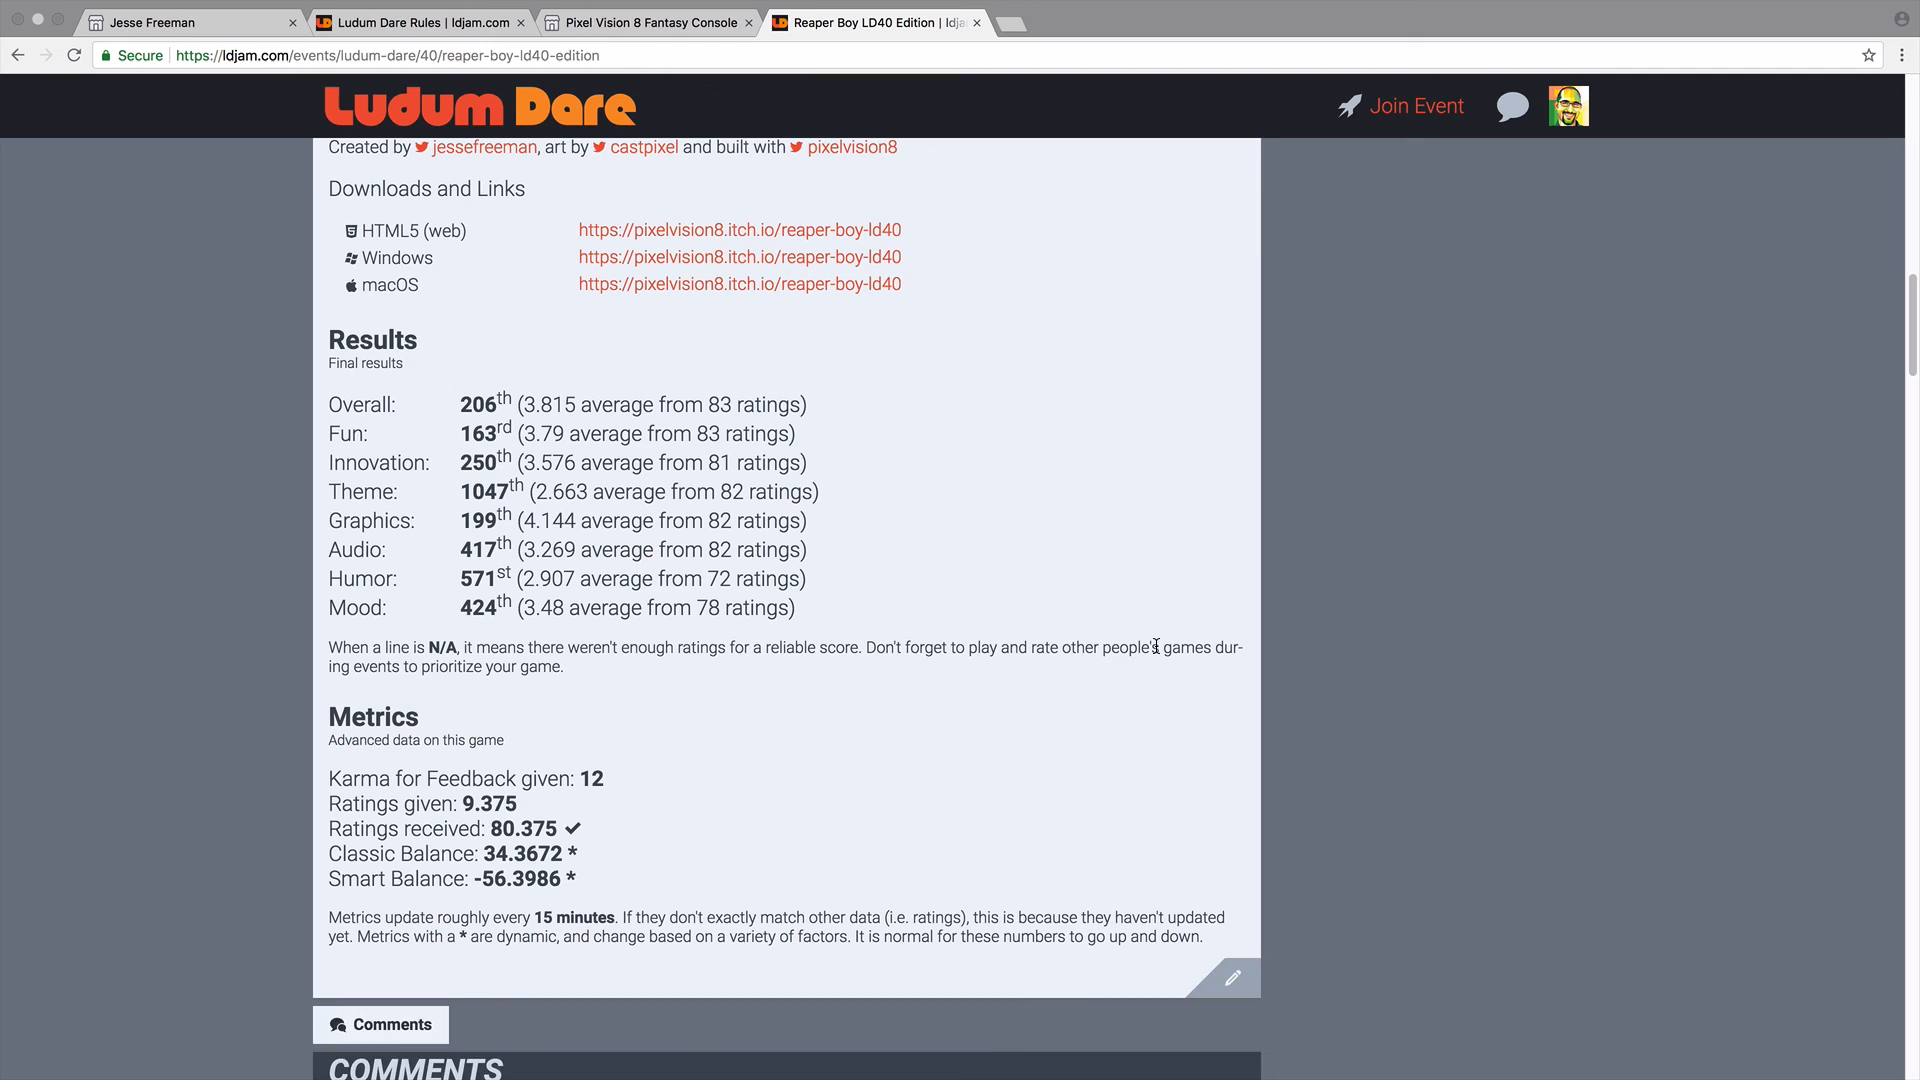 Jesse Freeman
Ludum Dare Rules | ldjam.com
Pixel Vision 8 Fantasy Console
Reaper Boy LD40 Edition | ldja
Secure https://ldjam.com/events/ludum-dare/40/reaper-boy-ld40-edition
Ludum Dare
Join Event
Created by jessefreeman, art by castpixel and built with pixelvision8
Downloads and Links
HTML5 (web) https://pixelvision8.itch.io/reaper-boy-ld40
Windows https://pixelvision8.itch.io/reaper-boy-ld40
macOS https://pixelvision8.itch.io/reaper-boy-ld40
Results
Final results
Overall: 206th (3.815 average from 83 ratings)
Fun: 163rd (3.79 average from 83 ratings)
Innovation: 250th (3.576 average from 81 ratings)
Theme: 1047th (2.663 average from 82 ratings)
Graphics: 199th (4.144 average from 82 ratings)
Audio: 417th (3.269 average from 82 ratings)
Humor: 571st (2.907 average from 72 ratings)
Mood: 424th (3.48 average from 78 ratings)
When a line is N/A, it means there weren't enough ratings for a reliable score. Don't forget to play and rate other people's games dur-
ing events to prioritize your game.
Metrics
Advanced data on this game
Karma for Feedback given: 12
Ratings given: 9.375
Ratings received: 80.375 ✓
Classic Balance: 34.3672 *
Smart Balance: -56.3986 *
Metrics update roughly every 15 minutes. If they don't exactly match other data (i.e. ratings), this is because they haven't updated
yet. Metrics with a * are dynamic, and change based on a variety of factors. It is normal for these numbers to go up and down.
Comments
COMMENTS